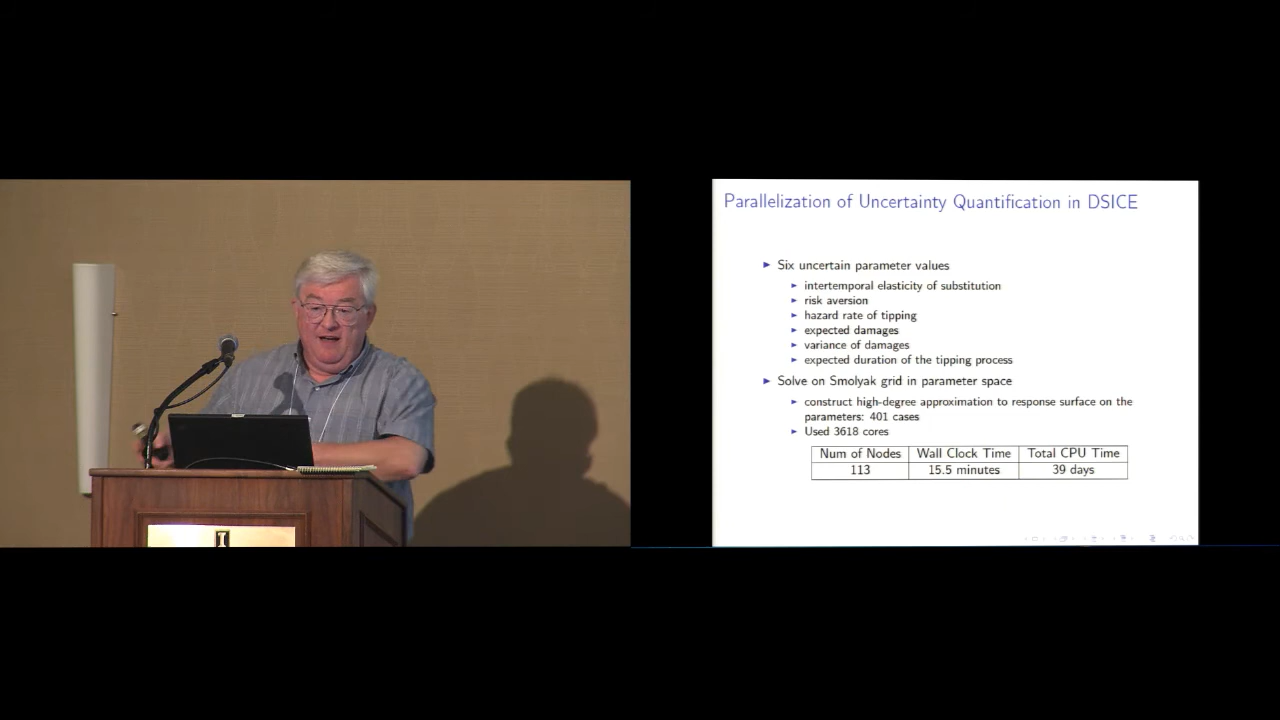 Parallelization of Uncertainty Quantification in DSICE
► Six uncertain parameter values
► intertemporal elasticity of substitution
► risk aversion
► hazard rate of tipping
► expected damages
► variance of damages
► expected duration of the tipping process
► Solve on Smolyak grid in parameter space
► construct high-degree approximation to response surface on the
parameters: 401 cases
► Used 3618 cores
Num of Nodes Wall Clock Time Total CPU Time
113 15.5 minutes 39 days
I